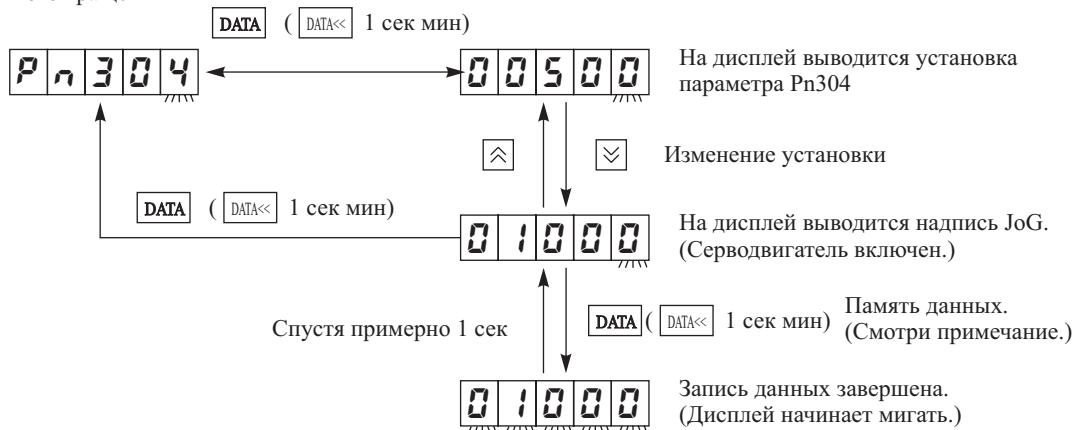 DATA ( DATA<< 1 сек мин)
Pn304
00500
На дисплей выводится установка
параметра Pn304
Изменение установки
DATA ( DATA<< 1 сек мин)
01000
На дисплей выводится надпись JoG.
(Серводвигатель включен.)
Спустя примерно 1 сек
DATA ( DATA<< 1 сек мин)
Память данных.
(Смотри примечание.)
01000
Запись данных завершена.
(Дисплей начинает мигать.)